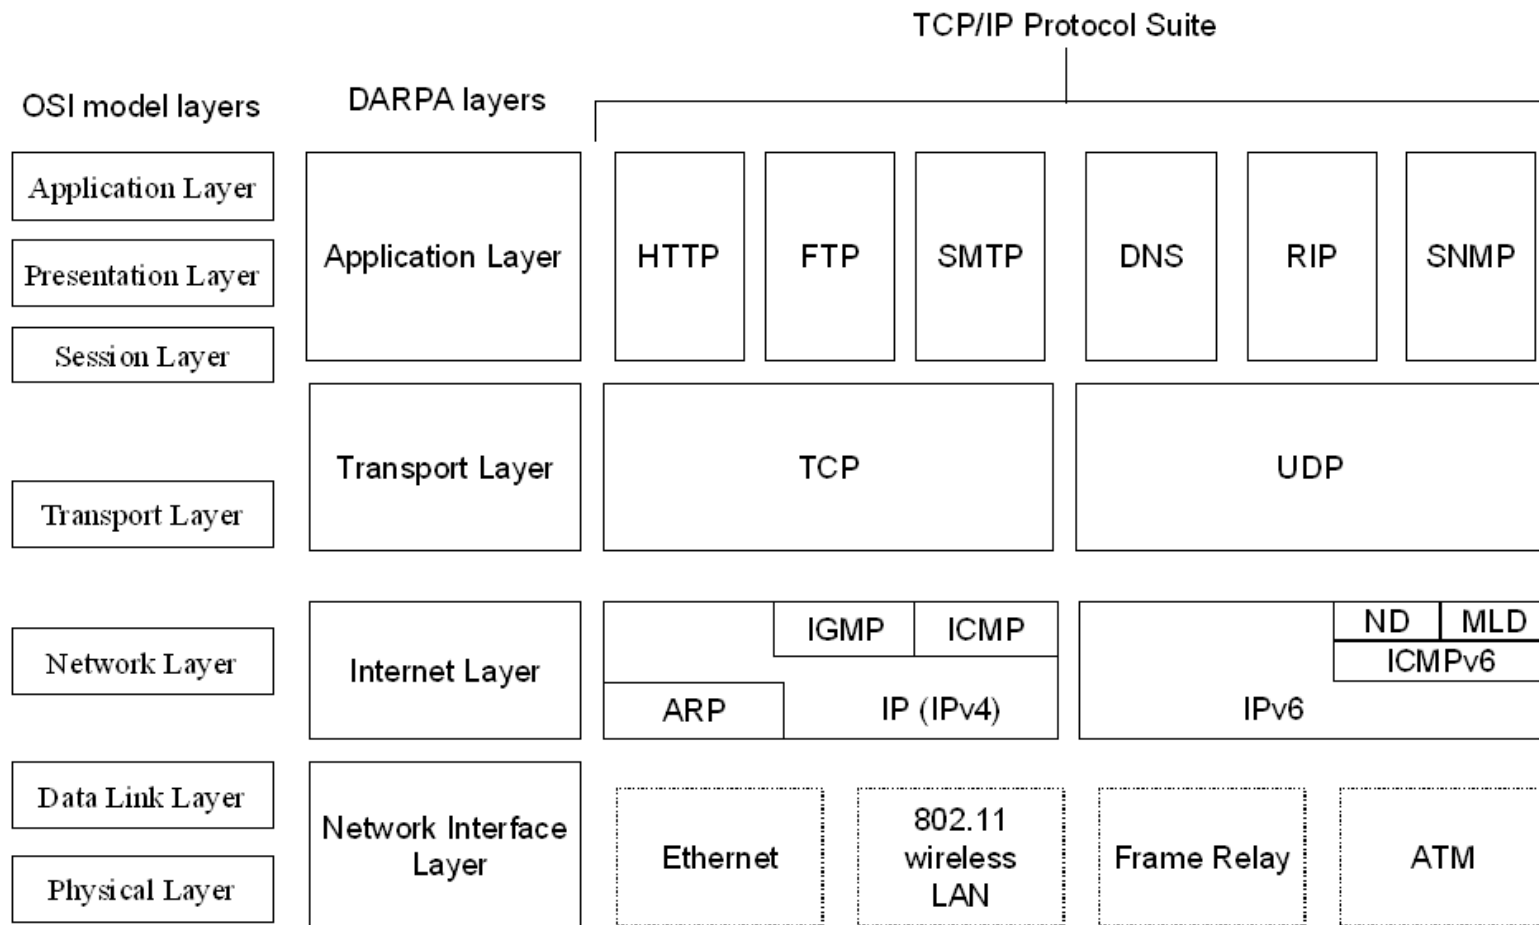 TCP/IP Protocol Suite
OSI model layers
DARPA layers
Application Layer
Presentation Layer
Session Layer
Application Layer
HTTP
FTP
SMTP
DNS
RIP
SNMP
Transport Layer
Transport Layer
TCP
UDP
Network Layer
Internet Layer
IGMP
ICMP
ARP
IP (IPv4)
ND
MLD
ICMPv6
IPv6
Data Link Layer
Physical Layer
Network Interface
Layer
Ethernet
802.11
wireless
LAN
Frame Relay
ATM